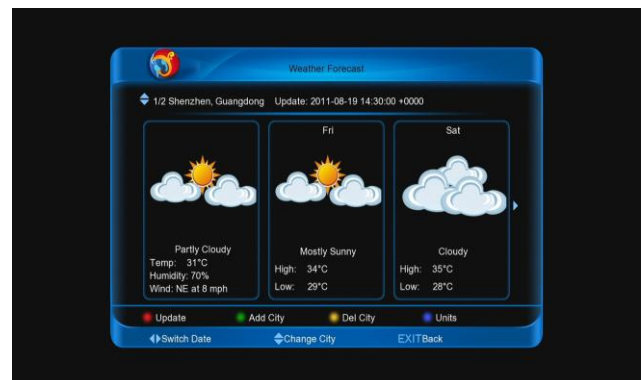 Weather Forecast
1/2 Shenzhen, Guangdong Update: 2011-08-19 14:30:00 +0000
Partly Cloudy
Temp: 31°C
Humidity: 70%
Wind: NE at 8 mph
Fri
Mostly Sunny
High: 34°C
Low: 29°C
Sat
Cloudy
High: 35°C
Low: 28°C
Update Add City Del City Units
Switch Date Change City EXIT Back